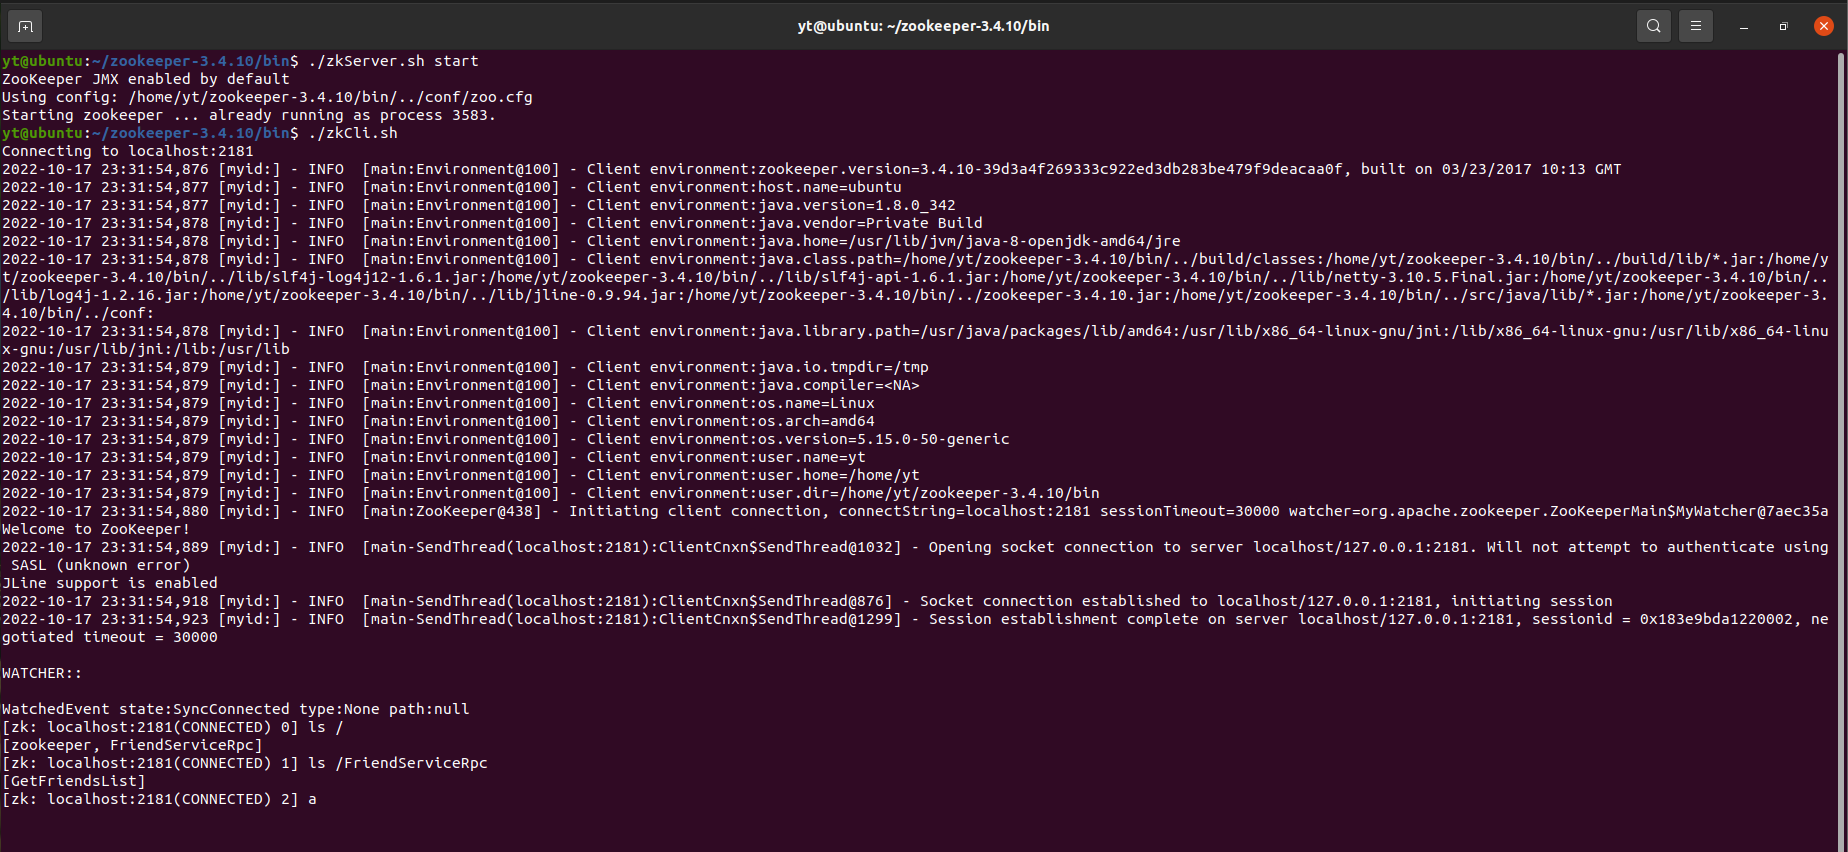 yt@ubuntu: ~/zookeeper-3.4.10/bin
yt@ubuntu:~/zookeeper-3.4.10/bin$ ./zkServer.sh start
ZooKeeper JMX enabled by default
Using config: /home/yt/zookeeper-3.4.10/bin/../conf/zoo.cfg
Starting zookeeper ... already running as process 3583.
yt@ubuntu:~/zookeeper-3.4.10/bin$ ./zkCli.sh
Connecting to localhost:2181
2022-10-17 23:31:54,876 [myid:] - INFO  [main:Environment@100] - Client environment:zookeeper.version=3.4.10-39d3a4f269333c922ed3db283be479f9deacaa0f, built on 03/23/2017 10:13 GMT
2022-10-17 23:31:54,877 [myid:] - INFO  [main:Environment@100] - Client environment:host.name=ubuntu
2022-10-17 23:31:54,877 [myid:] - INFO  [main:Environment@100] - Client environment:java.version=1.8.0_342
2022-10-17 23:31:54,878 [myid:] - INFO  [main:Environment@100] - Client environment:java.vendor=Private Build
2022-10-17 23:31:54,878 [myid:] - INFO  [main:Environment@100] - Client environment:java.home=/usr/lib/jvm/java-8-openjdk-amd64/jre
2022-10-17 23:31:54,878 [myid:] - INFO  [main:Environment@100] - Client environment:java.class.path=/home/yt/zookeeper-3.4.10/bin/../build/classes:/home/yt/zookeeper-3.4.10/bin/../build/lib/*.jar:/home/y
t/zookeeper-3.4.10/bin/../lib/slf4j-log4j12-1.6.1.jar:/home/yt/zookeeper-3.4.10/bin/../lib/slf4j-api-1.6.1.jar:/home/yt/zookeeper-3.4.10/bin/../lib/netty-3.10.5.Final.jar:/home/yt/zookeeper-3.4.10/bin/..
/lib/log4j-1.2.16.jar:/home/yt/zookeeper-3.4.10/bin/../lib/jline-0.9.94.jar:/home/yt/zookeeper-3.4.10/bin/../zookeeper-3.4.10.jar:/home/yt/zookeeper-3.4.10/bin/../src/java/lib/*.jar:/home/yt/zookeeper-3.
4.10/bin/../conf:
2022-10-17 23:31:54,878 [myid:] - INFO  [main:Environment@100] - Client environment:java.library.path=/usr/java/packages/lib/amd64:/usr/lib/x86_64-linux-gnu/jni:/lib/x86_64-linux-gnu:/usr/lib/x86_64-linu
x-gnu:/usr/lib/jni:/lib:/usr/lib
2022-10-17 23:31:54,879 [myid:] - INFO  [main:Environment@100] - Client environment:java.io.tmpdir=/tmp
2022-10-17 23:31:54,879 [myid:] - INFO  [main:Environment@100] - Client environment:java.compiler=<NA>
2022-10-17 23:31:54,879 [myid:] - INFO  [main:Environment@100] - Client environment:os.name=Linux
2022-10-17 23:31:54,879 [myid:] - INFO  [main:Environment@100] - Client environment:os.arch=amd64
2022-10-17 23:31:54,879 [myid:] - INFO  [main:Environment@100] - Client environment:os.version=5.15.0-50-generic
2022-10-17 23:31:54,879 [myid:] - INFO  [main:Environment@100] - Client environment:user.name=yt
2022-10-17 23:31:54,879 [myid:] - INFO  [main:Environment@100] - Client environment:user.home=/home/yt
2022-10-17 23:31:54,879 [myid:] - INFO  [main:Environment@100] - Client environment:user.dir=/home/yt/zookeeper-3.4.10/bin
2022-10-17 23:31:54,880 [myid:] - INFO  [main:ZooKeeper@438] - Initiating client connection, connectString=localhost:2181 sessionTimeout=30000 watcher=org.apache.zookeeper.ZooKeeperMain$MyWatcher@7aec35a
Welcome to ZooKeeper!
2022-10-17 23:31:54,889 [myid:] - INFO  [main-SendThread(localhost:2181):ClientCnxn$SendThread@1032] - Opening socket connection to server localhost/127.0.0.1:2181. Will not attempt to authenticate using
 SASL (unknown error)
JLine support is enabled
2022-10-17 23:31:54,918 [myid:] - INFO  [main-SendThread(localhost:2181):ClientCnxn$SendThread@876] - Socket connection established to localhost/127.0.0.1:2181, initiating session
2022-10-17 23:31:54,923 [myid:] - INFO  [main-SendThread(localhost:2181):ClientCnxn$SendThread@1299] - Session establishment complete on server localhost/127.0.0.1:2181, sessionid = 0x183e9bda1220002, ne
gotiated timeout = 30000
WATCHER::
WatchedEvent state:SyncConnected type:None path:null
[zk: localhost:2181(CONNECTED) 0] ls /
[zookeeper, FriendServiceRpc]
[zk: localhost:2181(CONNECTED) 1] ls /FriendServiceRpc
[GetFriendsList]
[zk: localhost:2181(CONNECTED) 2] a